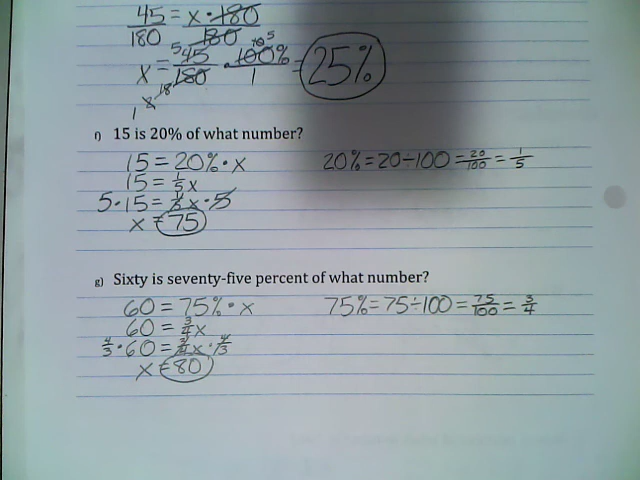 45 = x · 180
180 180
x = 45/180 · 100%/1 = 25%
f) 15 is 20% of what number?
15 = 20% · x 20% = 20 ÷ 100 = 20/100 = 1/5
15 = 1/5 x
5 · 15 = 1/5 x · 5
x = 75
g) Sixty is seventy-five percent of what number?
60 = 75% · x 75% = 75 ÷ 100 = 75/100 = 3/4
60 = 3/4 x
4/3 · 60 = 3/4 x · 4/3
x = 80